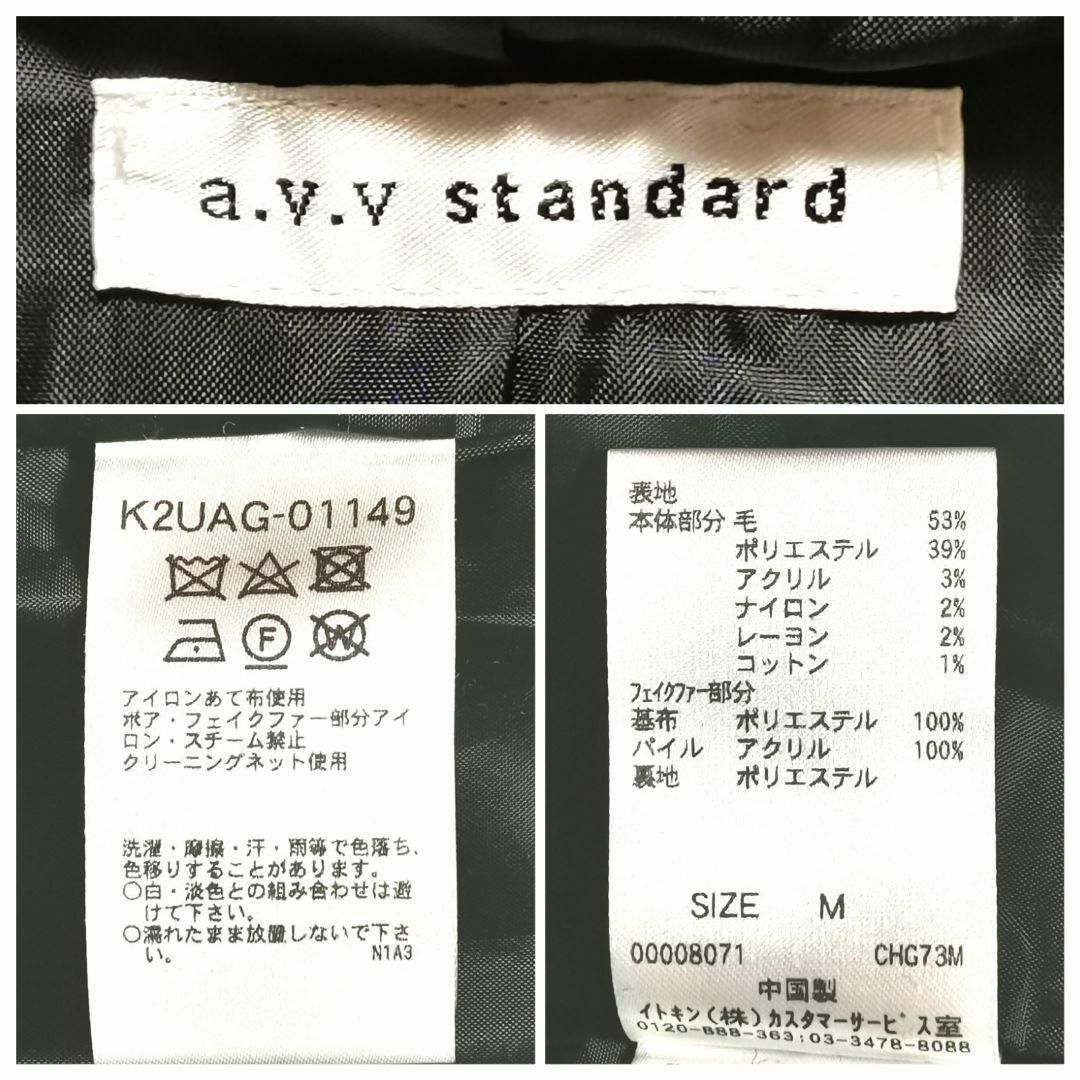 a.v.v standard
K2UAG-01149
F
W
アイロンあて布使用
ボア・フェイクファー部分アイ
ロン・スチーム禁止
クリーニングネット使用
洗濯・摩擦・汗・雨等で色落ち、
色移りすることがあります。
○白・淡色との組み合わせは避
けて下さい。
○濡れたまま放置しないで下さ
い。 N1A3
表地
本体部分 毛 53%
ポリエステル 39%
アクリル 3%
ナイロン 2%
レーヨン 2%
コットン 1%
フェイクファー部分
基布 ポリエステル 100%
パイル アクリル 100%
裏地 ポリエステル
SIZE M
00008071 CHG73M
中国製
イトキン(株)カスタマーサービス室
0120-888-363;03-3478-8088